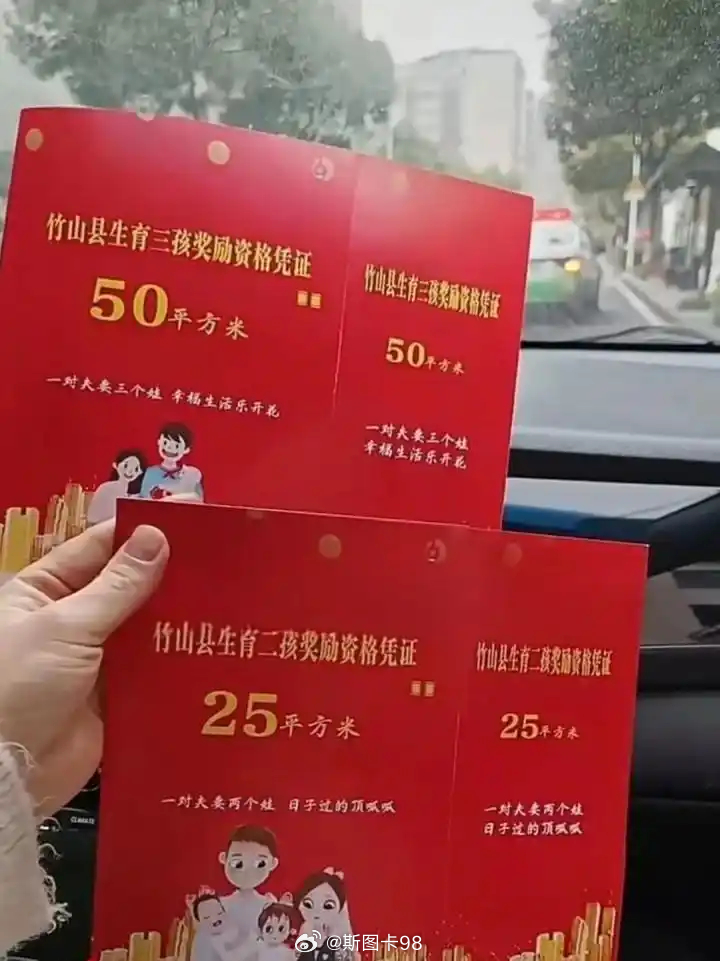 竹山县生育三孩奖励资格凭证
50平方米
一对夫妻三个娃 幸福生活乐开花
竹山县生育三孩奖励资格凭证
50平方米
一对夫妻三个娃
幸福生活乐开花
竹山县生育二孩奖励资格凭证
25平方米
一对夫妻两个娃 日子过的顶呱呱
竹山县生育二孩奖励资格凭证
25平方米
一对夫妻两个娃
日子过的顶呱呱
CLIMATE
@斯图卡98